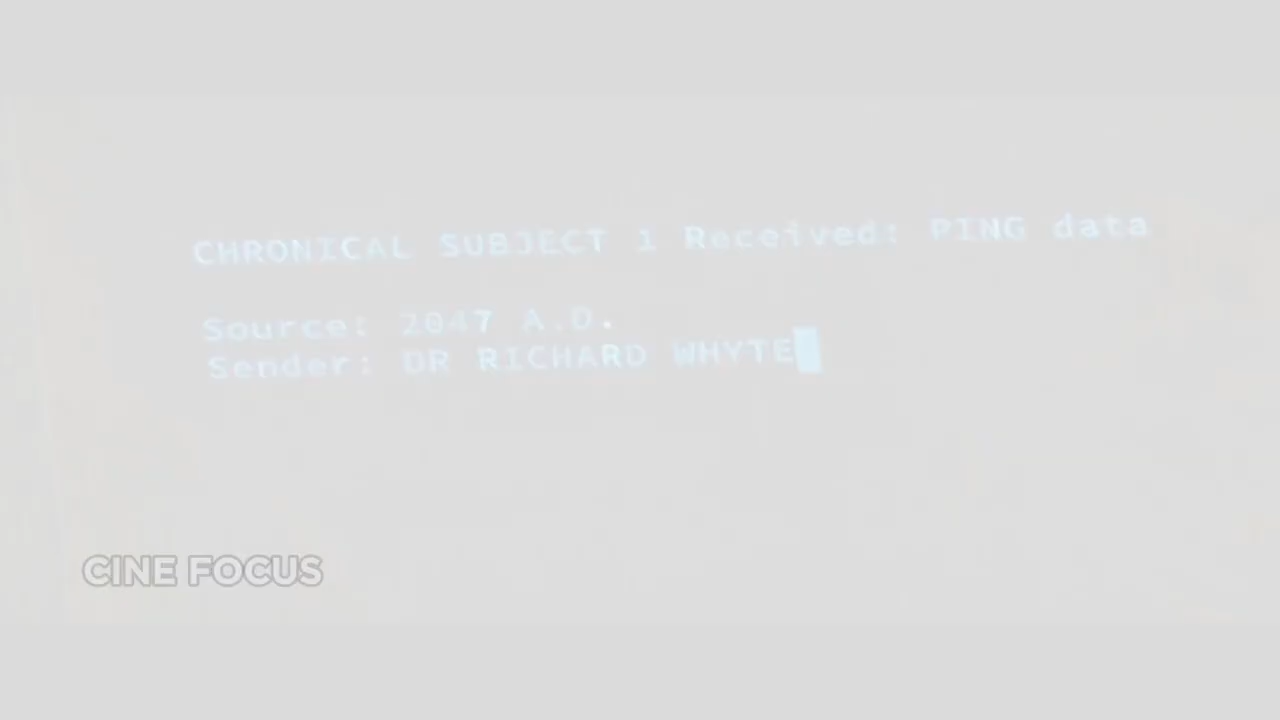 CHRONICAL SUBJECT 1 Received: PING data
Source: 2047 A.D.
Sender: DR RICHARD WHYTE
CINE FOCUS